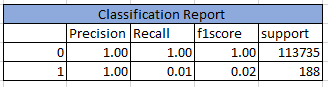 Classification Report
Precision Recall f1score support
0 1.00 1.00 1.00 113735
1 1.00 0.01 0.02 188